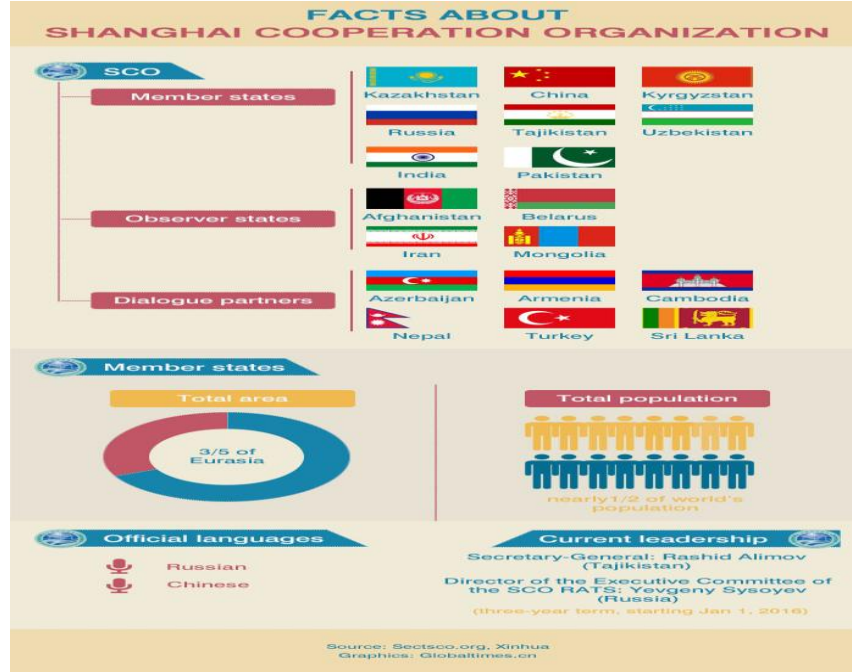 FACTS ABOUT
SHANGHAI COOPERATION ORGANIZATION
SCO
Member states
Kazakhstan China Kyrgyzstan
Russia Tajikistan Uzbekistan
India Pakistan
Observer states
Afghanistan Belarus
Iran Mongolia
Dialogue partners
Azerbaijan Armenia Cambodia
Nepal Turkey Sri Lanka
Member states
Total area
3/5 of
Eurasia
Total population
nearly1/2 of world's
population
Official languages
Russian
Chinese
Current leadership
Secretary-General: Rashid Alimov
(Tajikistan)
Director of the Executive Committee of
the SCO RATS: Yevgeny Sysoyev
(Russia)
(three-year term, starting Jan 1, 2016)
Source: Sectsco.org, Xinhua
Graphics: Globaltimes.cn